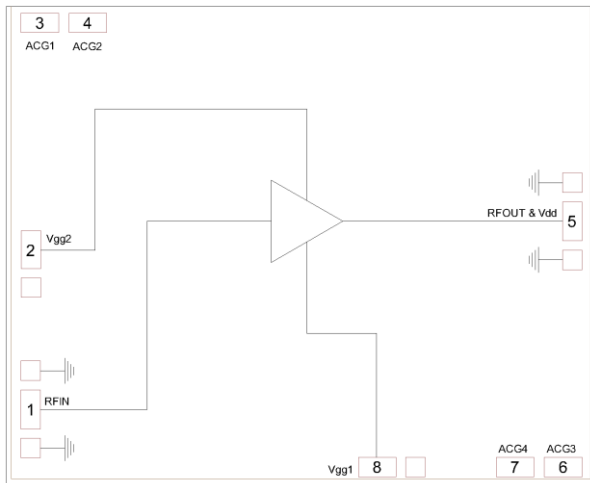 3 4
ACG1 ACG2
RFOUT & Vdd 5
2 Vgg2
1 RFIN
ACG4 ACG3
Vgg1 8 7 6